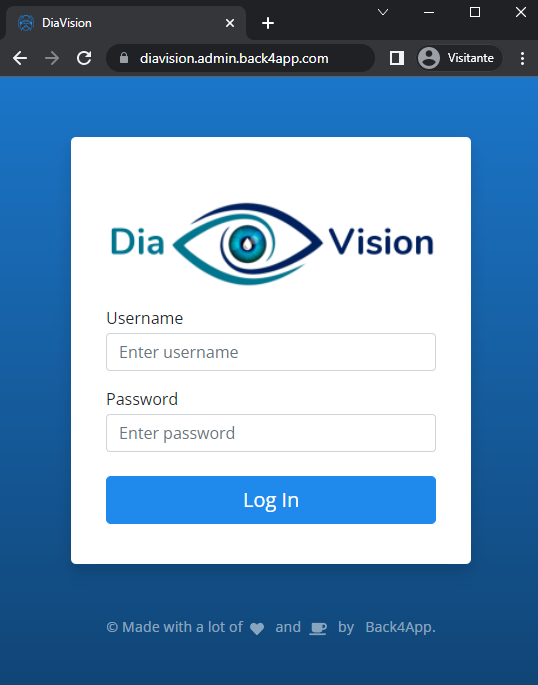 DiaVision
diavision.admin.back4app.com
Visitante
Dia Vision
Username
Enter username
Password
Enter password
Log In
© Made with a lot of and by Back4App.